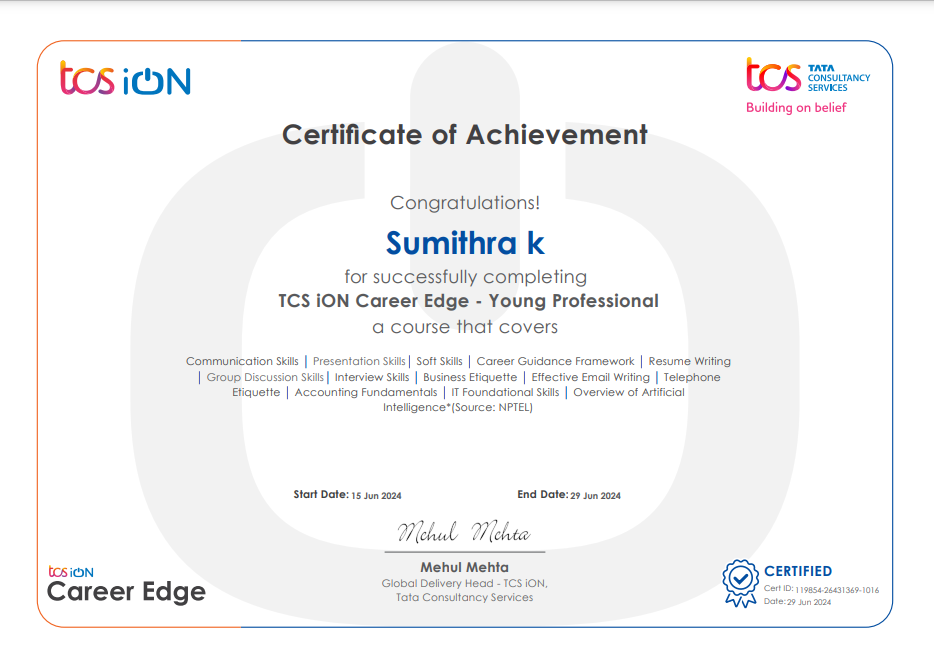 tcs iON
tcs TATA
CONSULTANCY
SERVICES
Building on belief
Certificate of Achievement
Congratulations!
Sumithra k
for successfully completing
TCS iON Career Edge - Young Professional
a course that covers
Communication Skills | Presentation Skills | Soft Skills | Career Guidance Framework | Resume Writing
| Group Discussion Skills | Interview Skills | Business Etiquette | Effective Email Writing | Telephone
Etiquette | Accounting Fundamentals | IT Foundational Skills | Overview of Artificial
Intelligence*(Source: NPTEL)
Start Date: 15 Jun 2024 End Date: 29 Jun 2024
Mehul Mehta
Mehul Mehta
Global Delivery Head - TCS iON,
Tata Consultancy Services
tcs iON
Career Edge
CERTIFIED
Cert ID: 119854-26431369-1016
Date: 29 Jun 2024